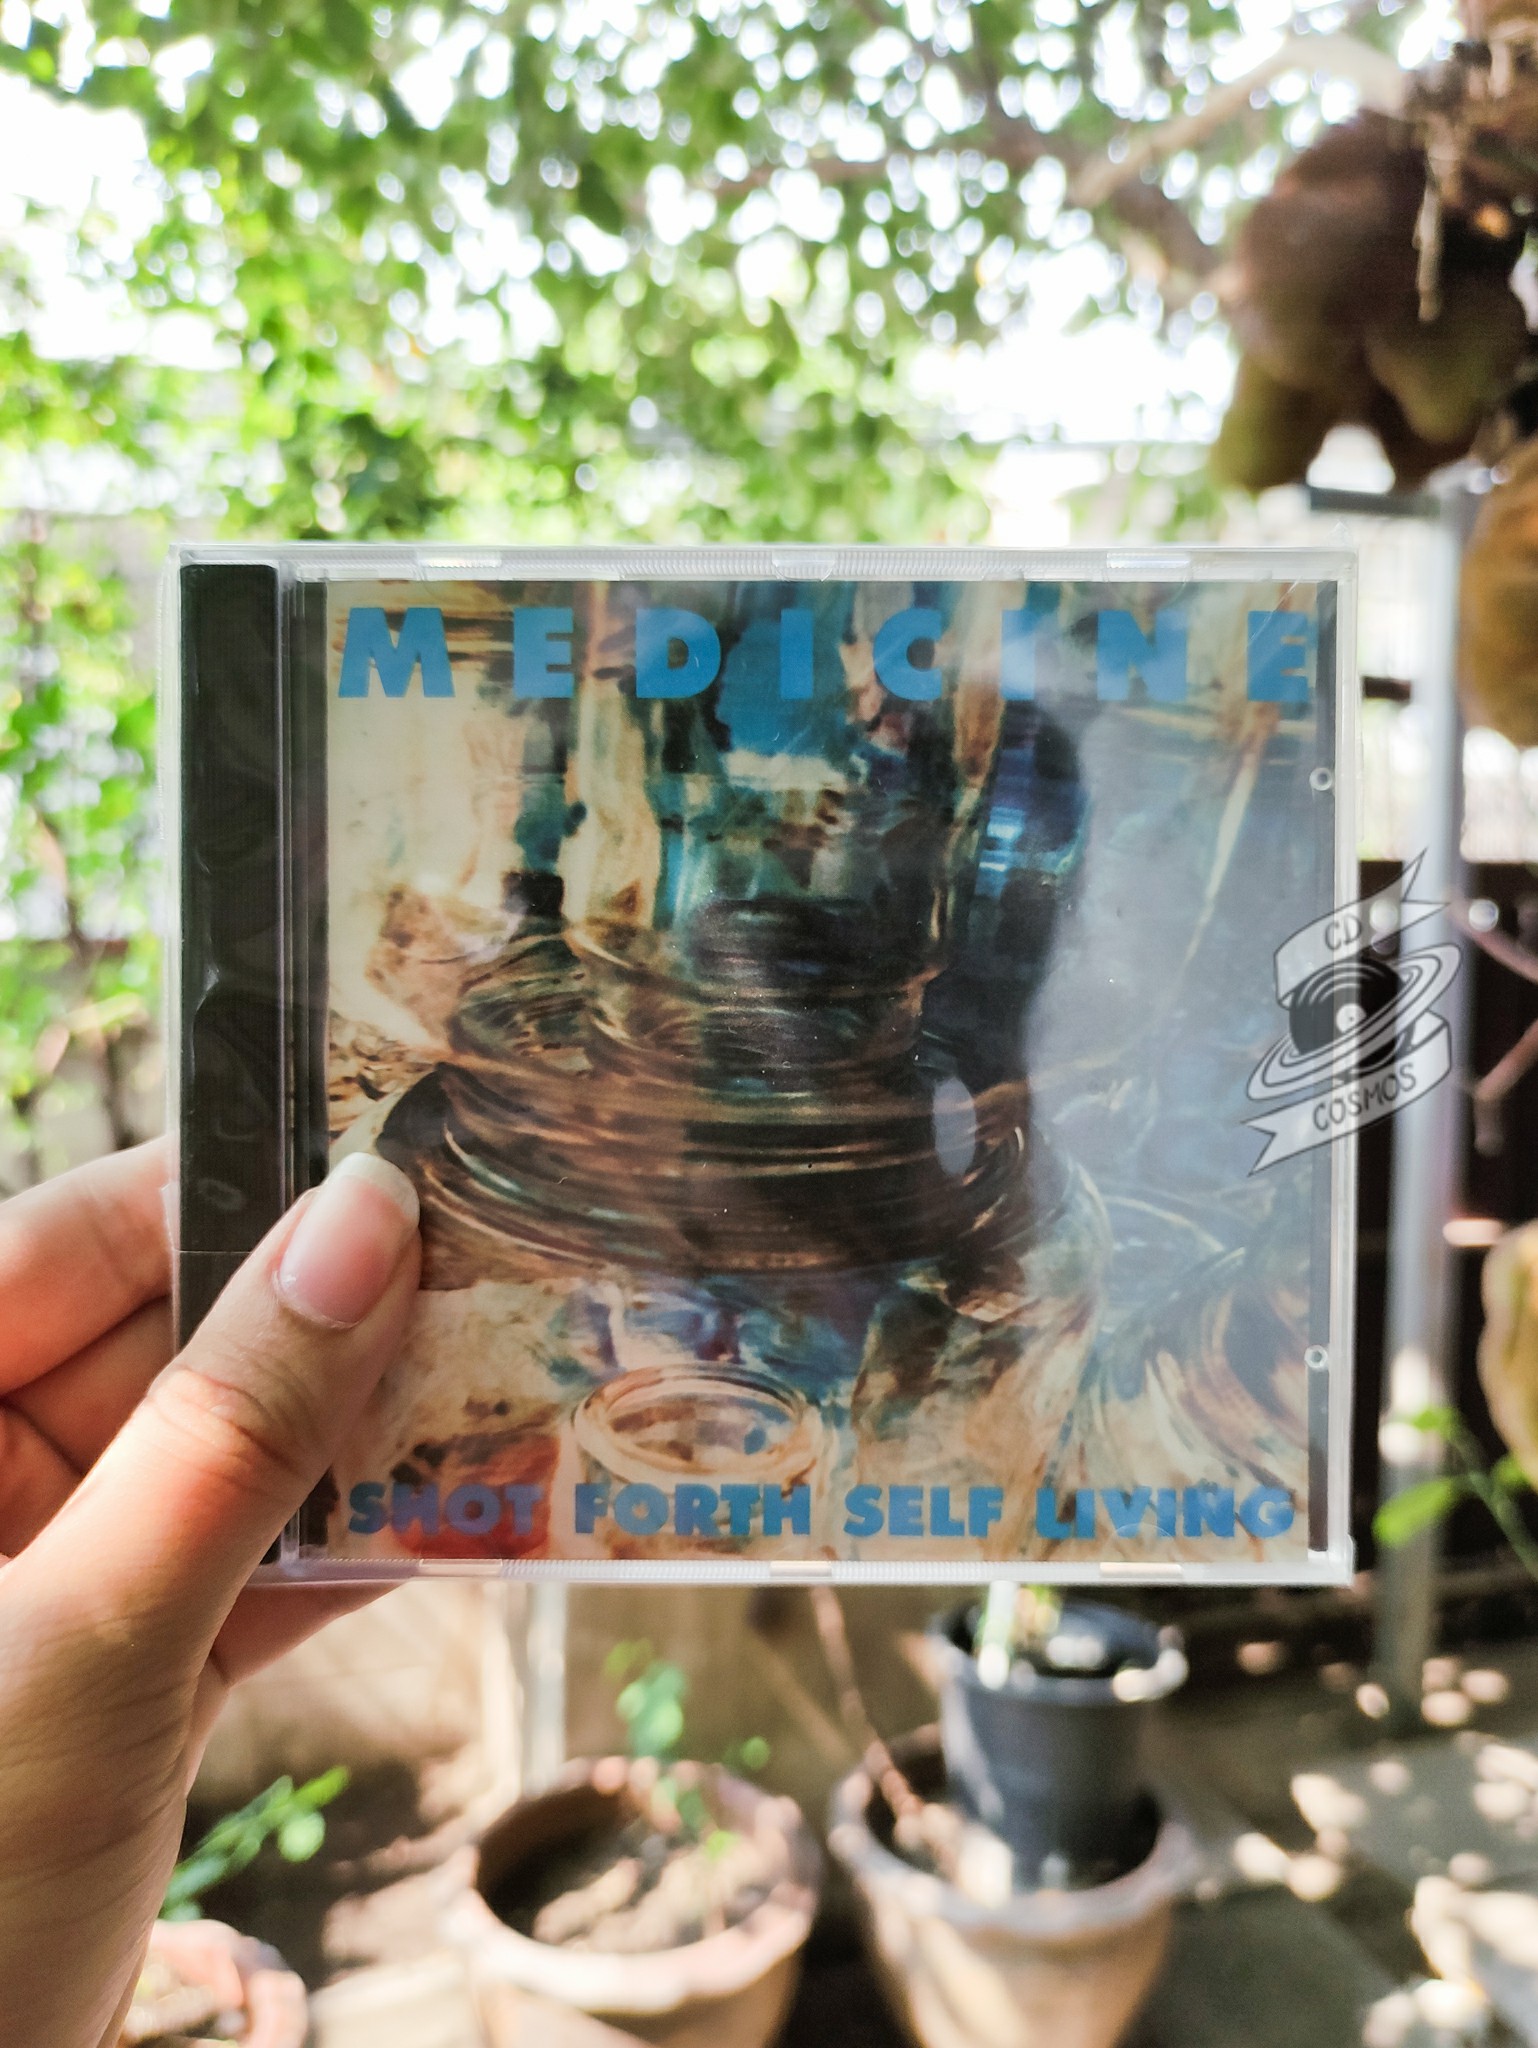 MEDICINE
CD
COSMOS
SHOT FORTH SELF LIVING